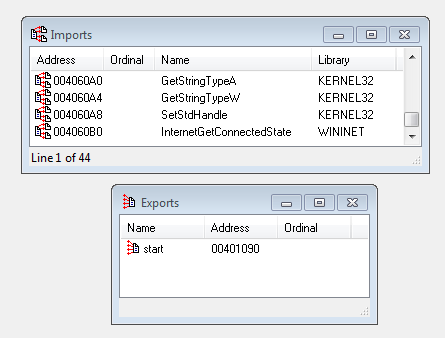 Imports
Address Ordinal Name Library
004060A0 GetStringTypeA KERNEL32
004060A4 GetStringTypeW KERNEL32
004060A8 SetStdHandle KERNEL32
004060B0 InternetGetConnectedState WININET
Line 1 of 44
Exports
Name Address Ordinal
start 00401090